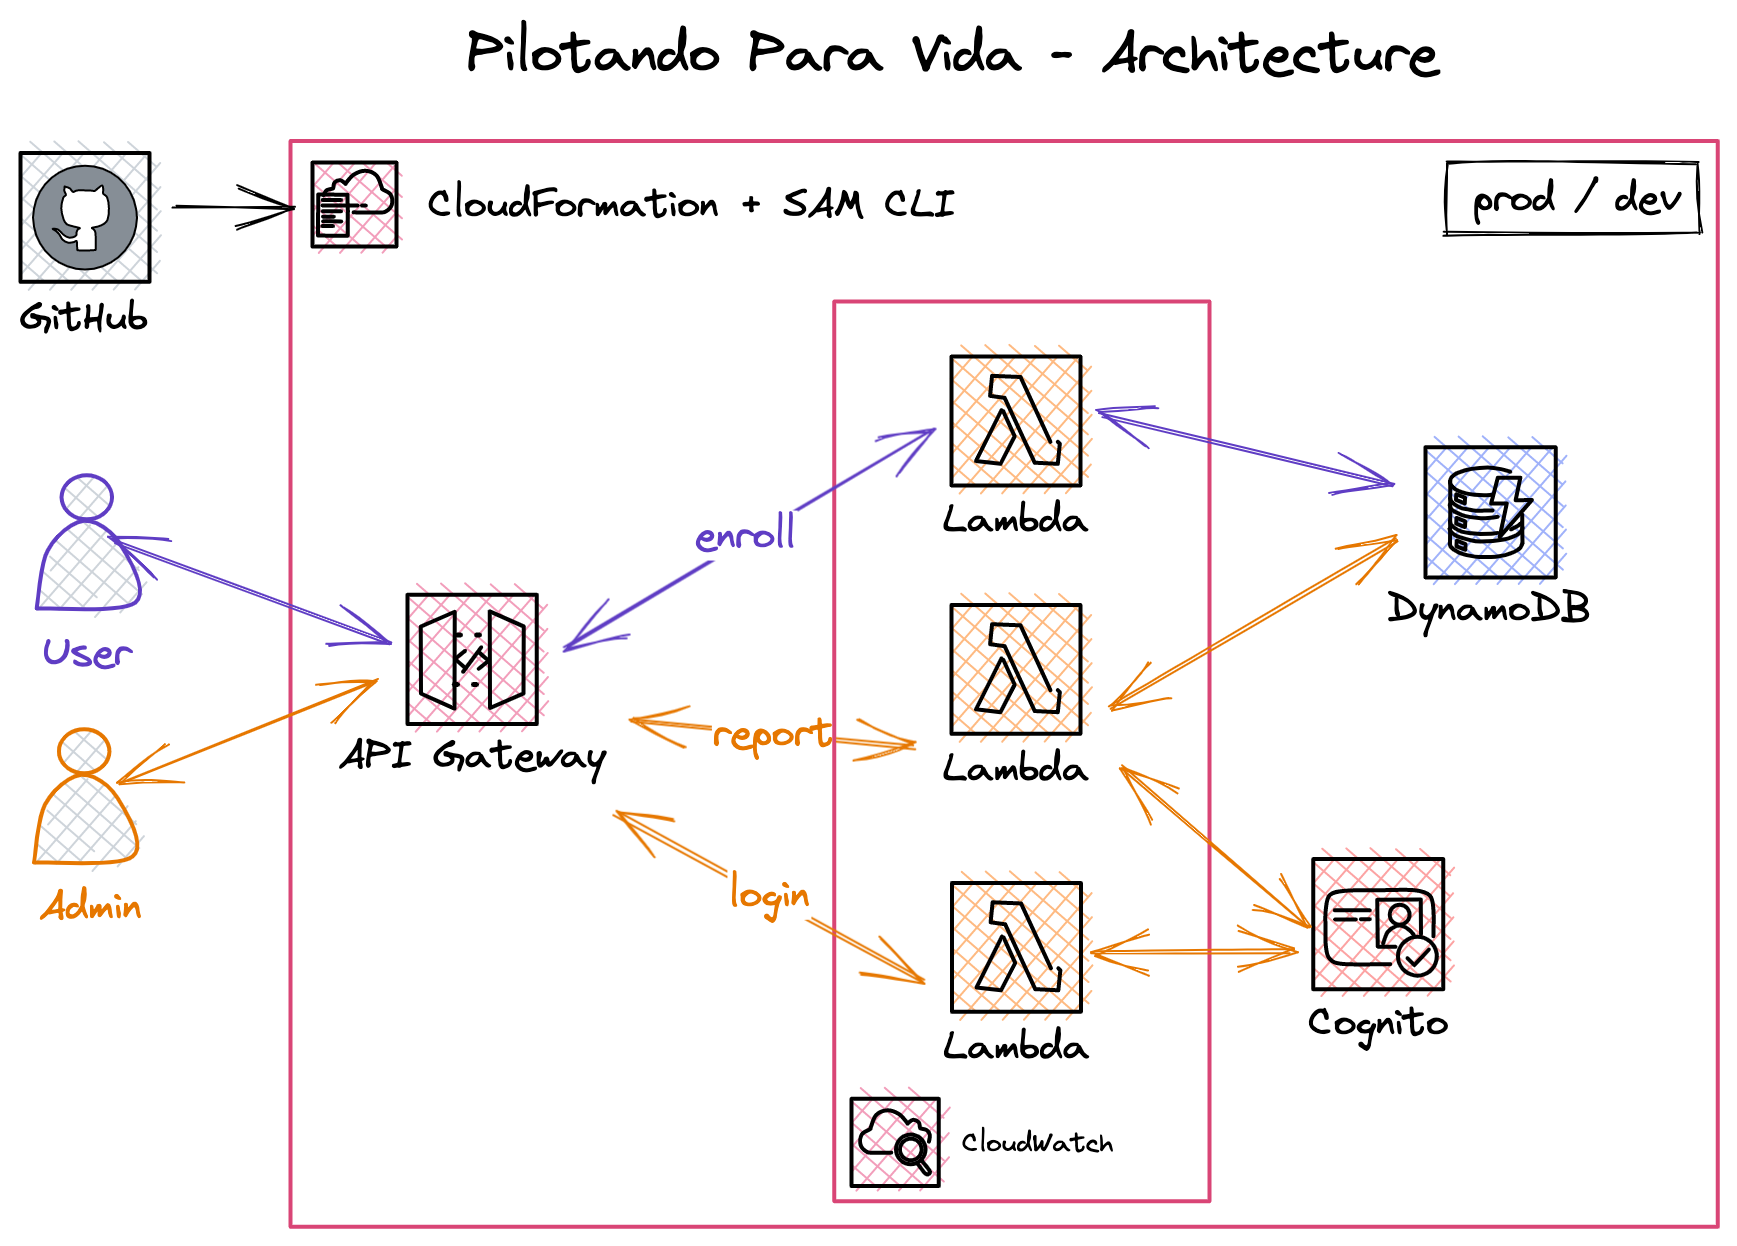 Pilotando Para Vida - Architecture
CloudFormation + SAM CLI
prod / dev
GitHub
Lambda
enroll
DynamoDB
User
API Gateway
report
Lambda
login
Admin
Cognito
Lambda
CloudWatch